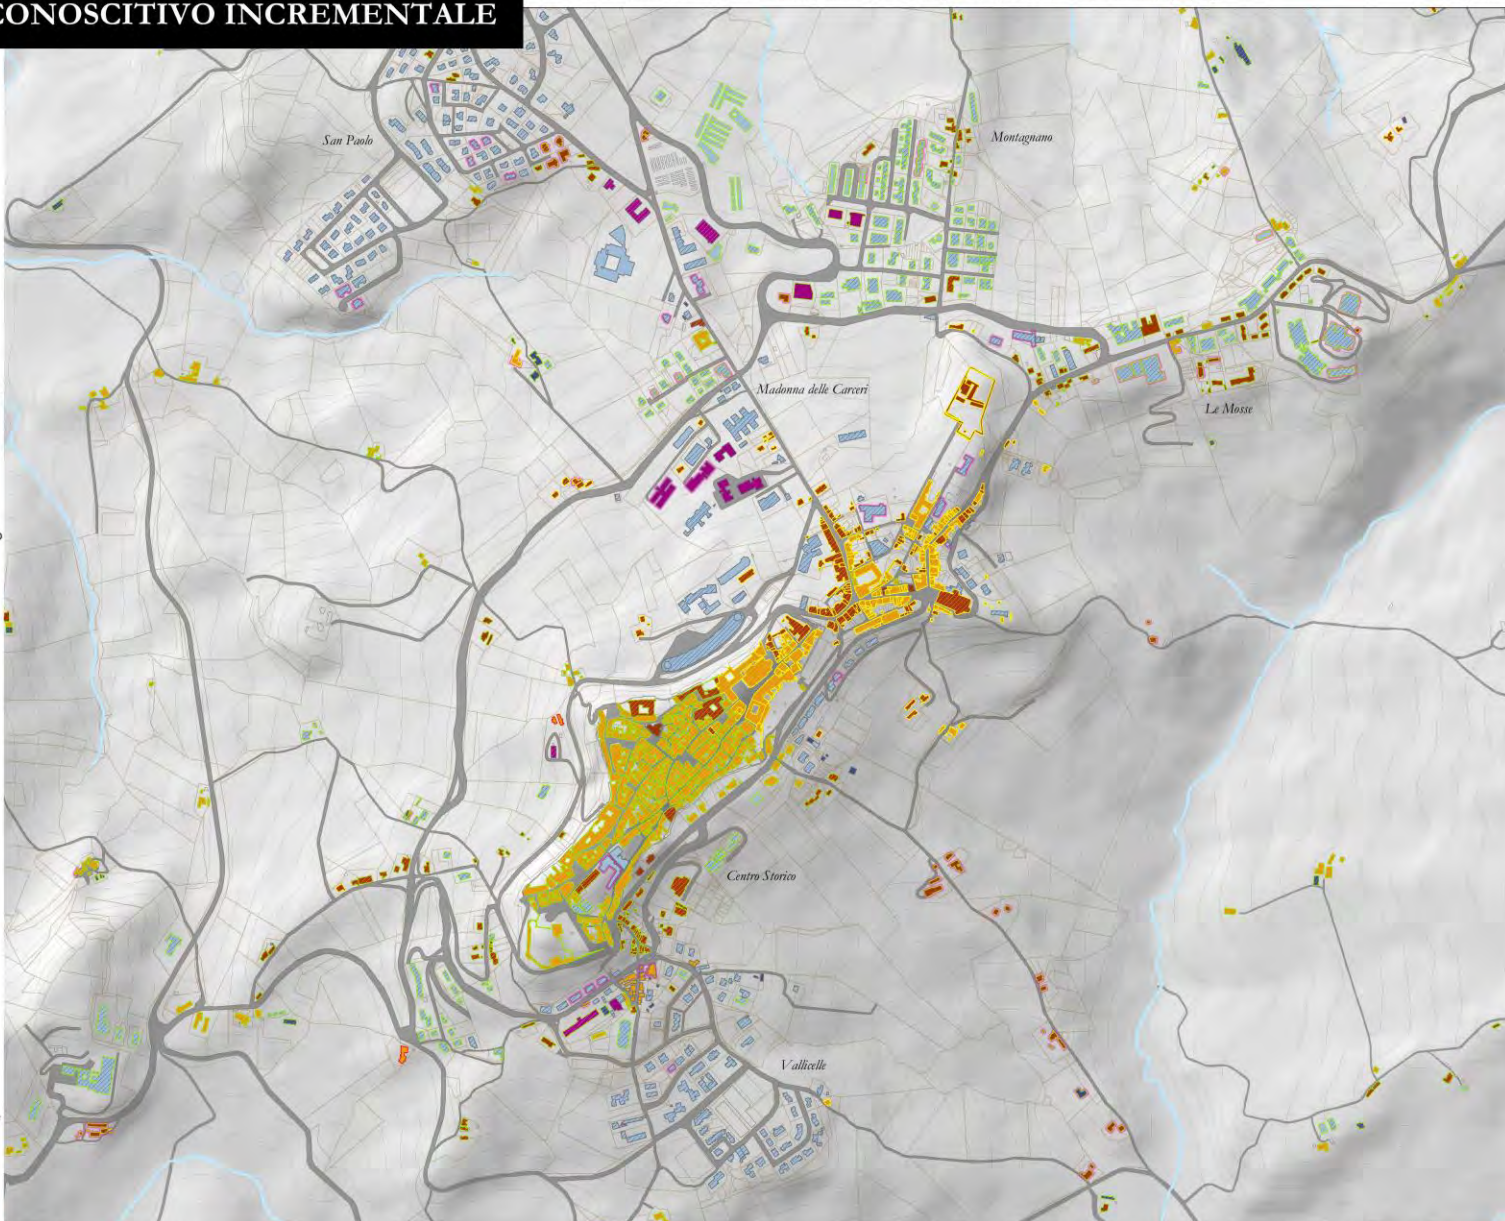 CONOSCITIVO INCREMENTALE
San Paolo
Montagnano
Madonna delle Carceri
Le Mosse
Centro Storico
Vallicelle